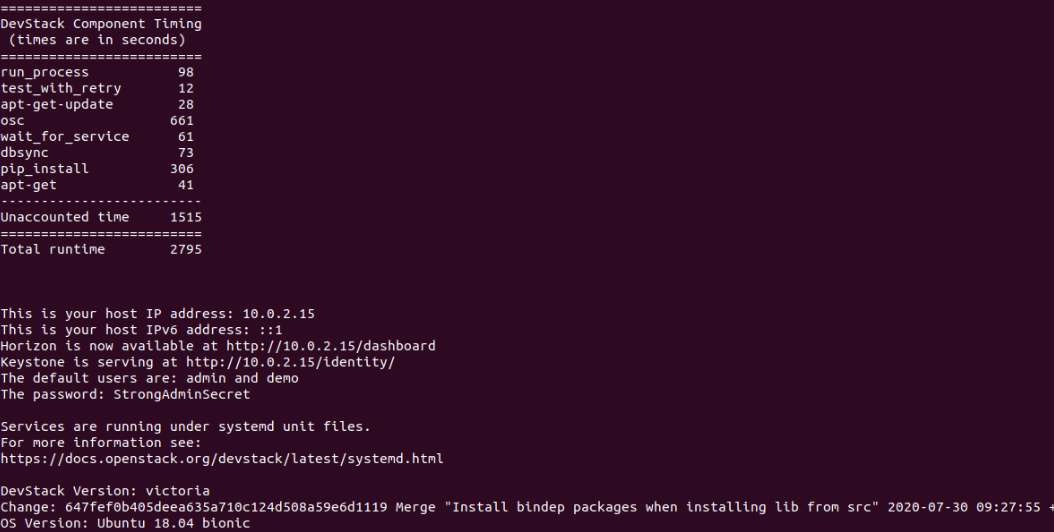 =========================
DevStack Component Timing
 (times are in seconds)
=========================
run_process           98
test_with_retry       12
apt-get-update        28
osc                  661
wait_for_service      61
dbsync                73
pip_install          306
apt-get               41
-------------------------
Unaccounted time     1515
=========================
Total runtime        2795
This is your host IP address: 10.0.2.15
This is your host IPv6 address: ::1
Horizon is now available at http://10.0.2.15/dashboard
Keystone is serving at http://10.0.2.15/identity/
The default users are: admin and demo
The password: StrongAdminSecret
Services are running under systemd unit files.
For more information see:
https://docs.openstack.org/devstack/latest/systemd.html
DevStack Version: victoria
Change: 647fef0b405deea635a710c124d508a59e6d1119 Merge "Install bindep packages when installing lib from src" 2020-07-30 09:27:55 +
OS Version: Ubuntu 18.04 bionic